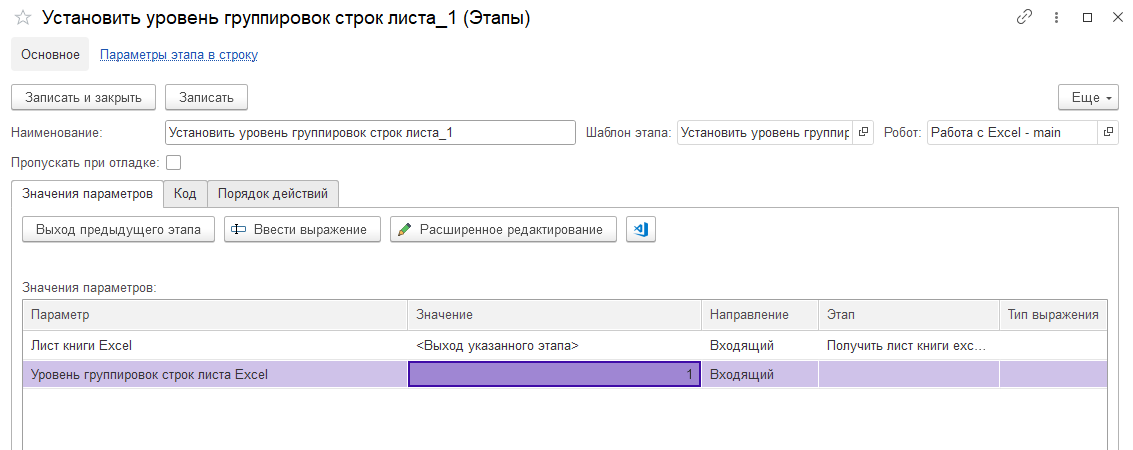 Установить уровень группировок строк листа_1 (Этапы)
Основное Параметры этапа в строку
Записать и закрыть Записать Еще
Наименование: Установить уровень группировок строк листа_1 Шаблон этапа: Установить уровень группир Робот: Работа с Excel - main
Пропускать при отладке:
Значения параметров Код Порядок действий
Выход предыдущего этапа Ввести выражение Расширенное редактирование
Значения параметров:
Параметр Значение Направление Этап Тип выражения
Лист книги Excel <Выход указанного этапа> Входящий Получить лист книги exc...
Уровень группировок строк листа Excel 1 Входящий